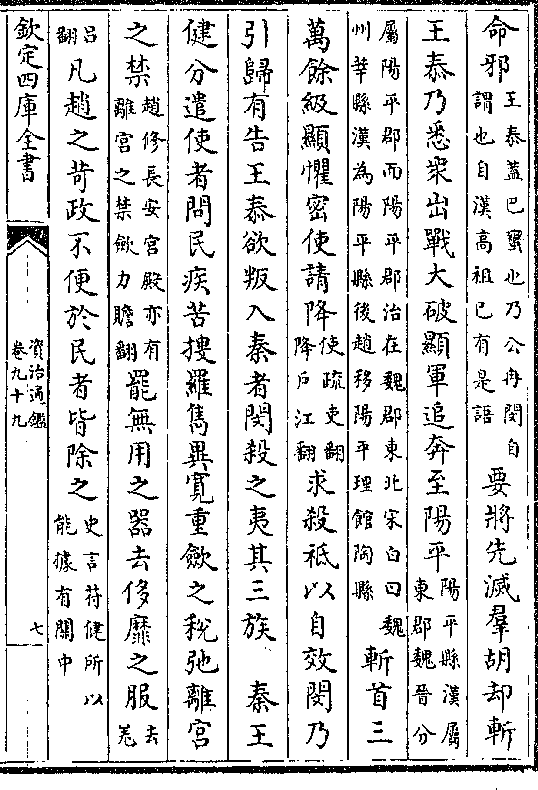 命邪王泰蓋巴蠻也乃公冉閔自謂也自漢高祖已有是語要將先滅羣胡却斬
王泰乃悉衆出戰大破顯軍追奔至陽平陽平縣漢屬東郡魏晉分
屬陽平郡而陽平郡治在魏郡東北宋白曰魏州莘縣漢為陽平縣後趙移陽平理館陶縣斬首三
萬餘級顯懼密使請降使疏吏翻降戶江翻求殺祗以自效閔乃
引歸有告王泰欲叛入秦者閔殺之夷其三族　秦王
健分遣使者問民疾苦搜羅雋異寬重斂之稅弛離宮
之禁趙修長安宮殿亦有離宮之禁斂力贍翻罷無用之器去侈靡之服去羌
呂翻凡趙之苛政不便於民者皆除之史言苻健所以能據有關中
欽定四庫全書
資治通鑑
卷九十九
七